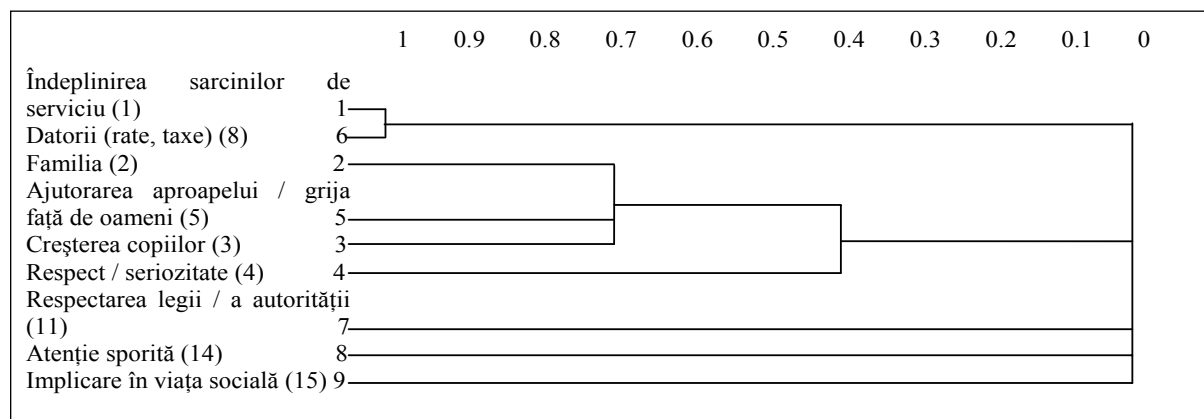 1 0.9 0.8 0.7 0.6 0.5 0.4 0.3 0.2 0.1 0
Îndeplinirea sarcinilor de
serviciu (1) 1
Datorii (rate, taxe) (8) 6
Familia (2) 2
Ajutorarea aproapelui / grija
față de oameni (5) 5
Creşterea copiilor (3) 3
Respect / seriozitate (4) 4
Respectarea legii / a autorității
(11) 7
Atenție sporită (14) 8
Implicare în viața socială (15) 9